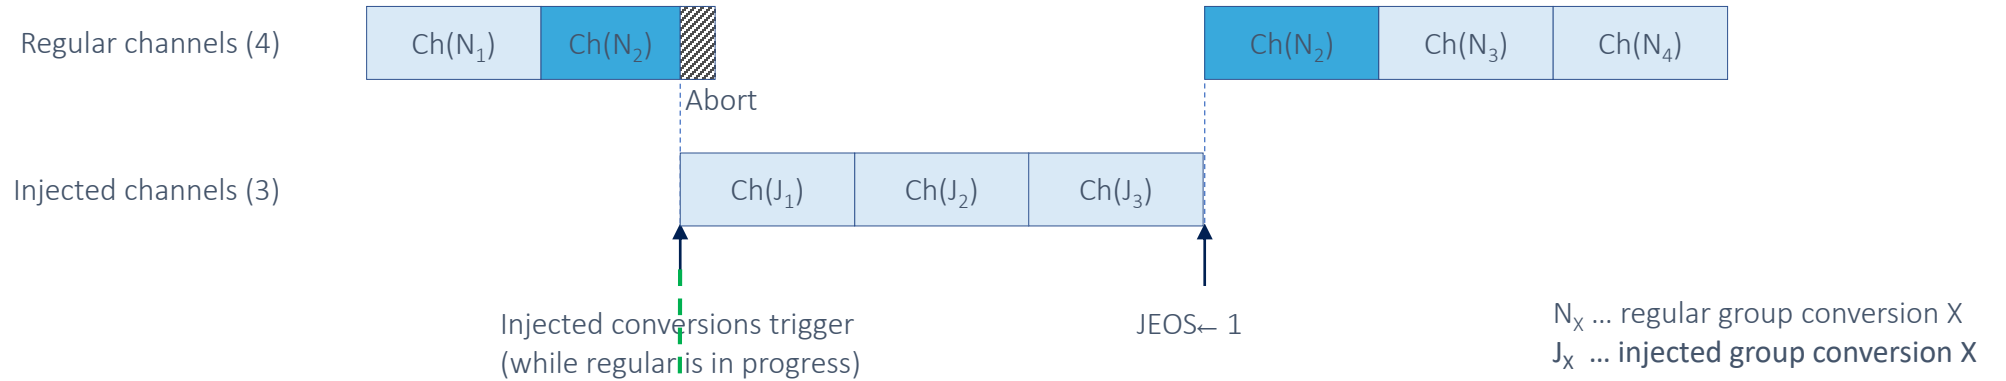 Regular channels (4)
Ch(N₁)
Ch(N₂)
Ch(N₂)
Ch(N₃)
Ch(N₄)
Abort
Injected channels (3)
Ch(J₁)
Ch(J₂)
Ch(J₃)
Injected conversions trigger
(while regular is in progress)
JEOS← 1
Nₓ ... regular group conversion X
Jₓ ... injected group conversion X